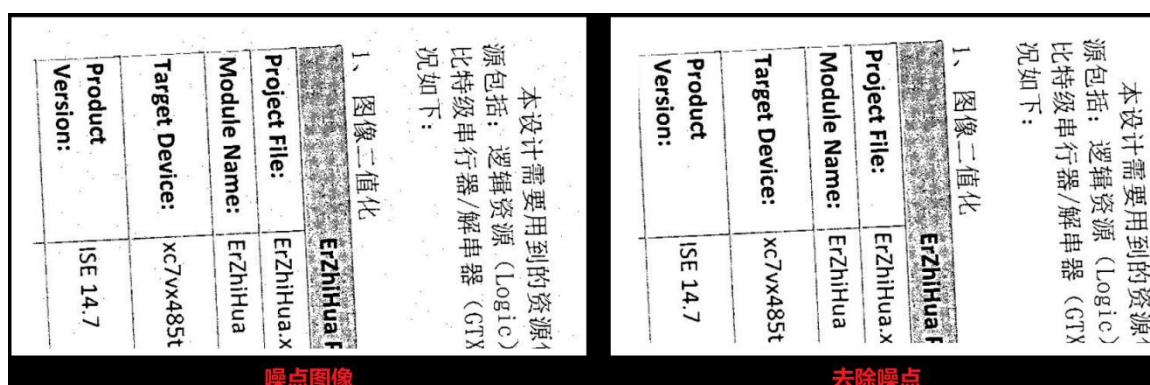 本设计需要用到的资源
源包括：逻辑资源（Logic）
比特级串行器/解串器（GTX
况如下：
1、 图像二值化
ErZhiHua
Project File: ErZhiHua.x
Module Name: ErZhiHua
Target Device: xc7vx485t
Product ISE 14.7
Version:
噪点图像
本设计需要用到的资源
源包括：逻辑资源（Logic）
比特级串行器/解串器（GTX
况如下：
1、 图像二值化
ErZhiHua
Project File: ErZhiHua.x
Module Name: ErZhiHua
Target Device: xc7vx485t
Product ISE 14.7
Version:
去除噪点